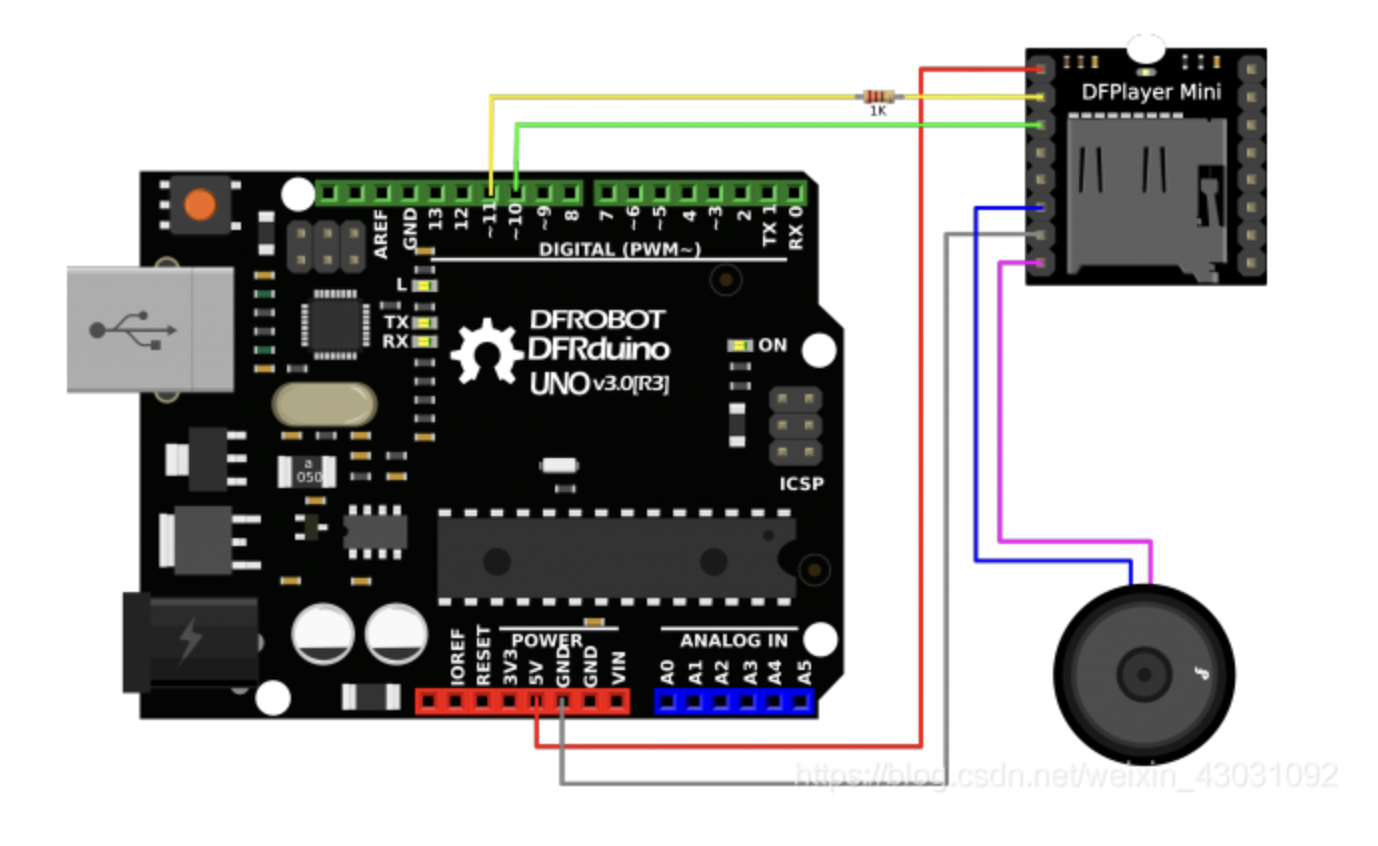 DFPlayer Mini
1K
AREF
GND
13
12
~11
~10
~9
8
7
~6
~5
4
~3
2
TX 1
RX 0
DIGITAL (PWM~)
L
TX
RX
DFROBOT
DFRduino
UNO v3.0[R3]
ON
ICSP
a
050
POWER
ANALOG IN
IOREF
RESET
3V3
5V
GND
GND
VIN
A0
A1
A2
A3
A4
A5
https://blog.csdn.net/weixin_43031092